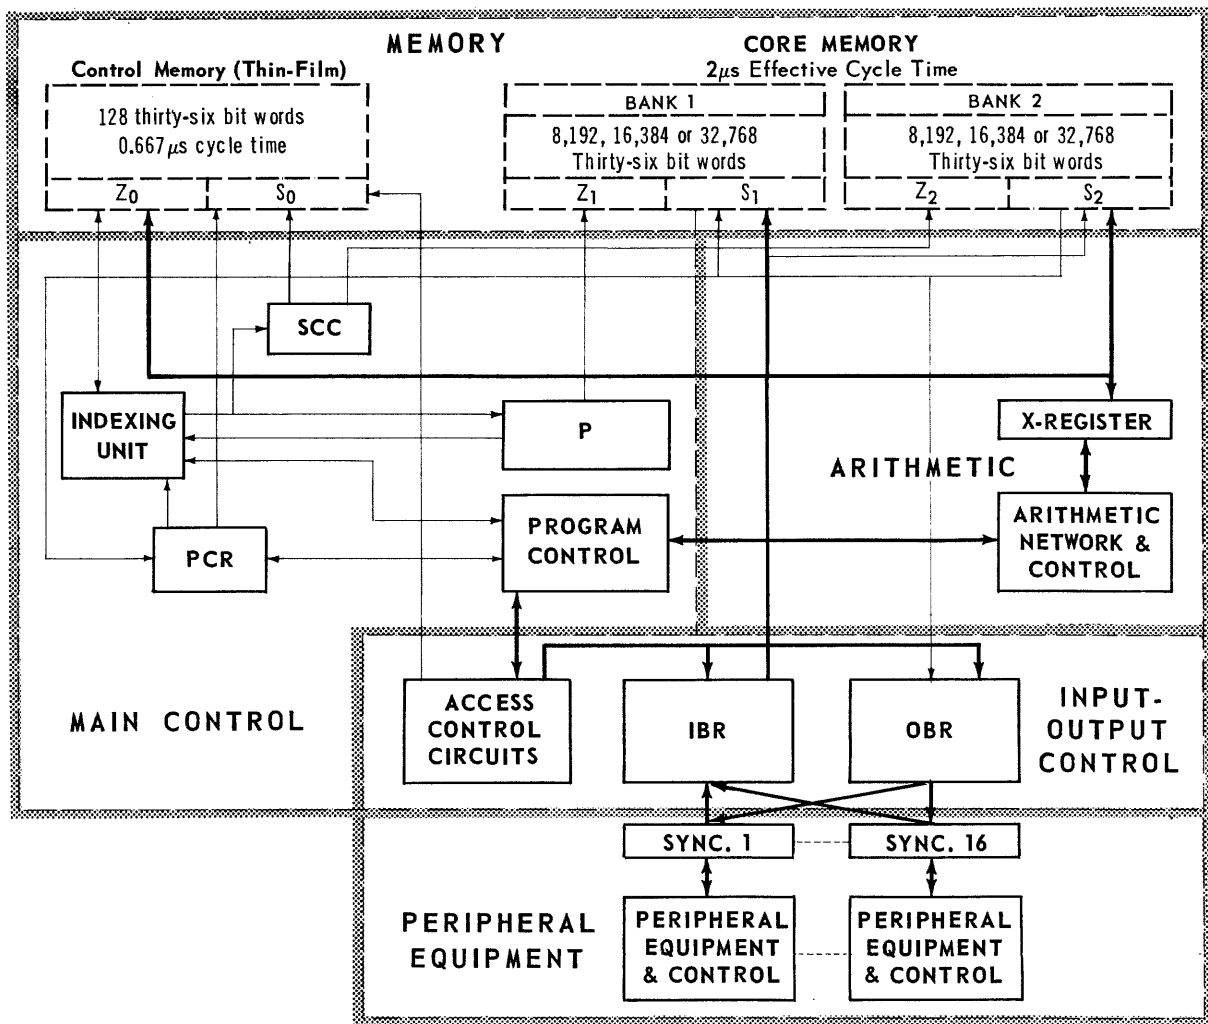 MEMORY
Control Memory (Thin-Film)
128 thirty-six bit words
0.667μs cycle time
Z0
S0
CORE MEMORY
2μs Effective Cycle Time
BANK 1
8,192, 16,384 or 32,768
Thirty-six bit words
Z1
S1
BANK 2
8,192, 16,384 or 32,768
Thirty-six bit words
Z2
S2
SCC
INDEXING
UNIT
P
X-REGISTER
ARITHMETIC
PCR
PROGRAM
CONTROL
ARITHMETIC
NETWORK &
CONTROL
MAIN CONTROL
ACCESS
CONTROL
CIRCUITS
IBR
OBR
INPUT-
OUTPUT
CONTROL
SYNC. 1
SYNC. 16
PERIPHERAL
EQUIPMENT
PERIPHERAL
EQUIPMENT
& CONTROL
PERIPHERAL
EQUIPMENT
& CONTROL